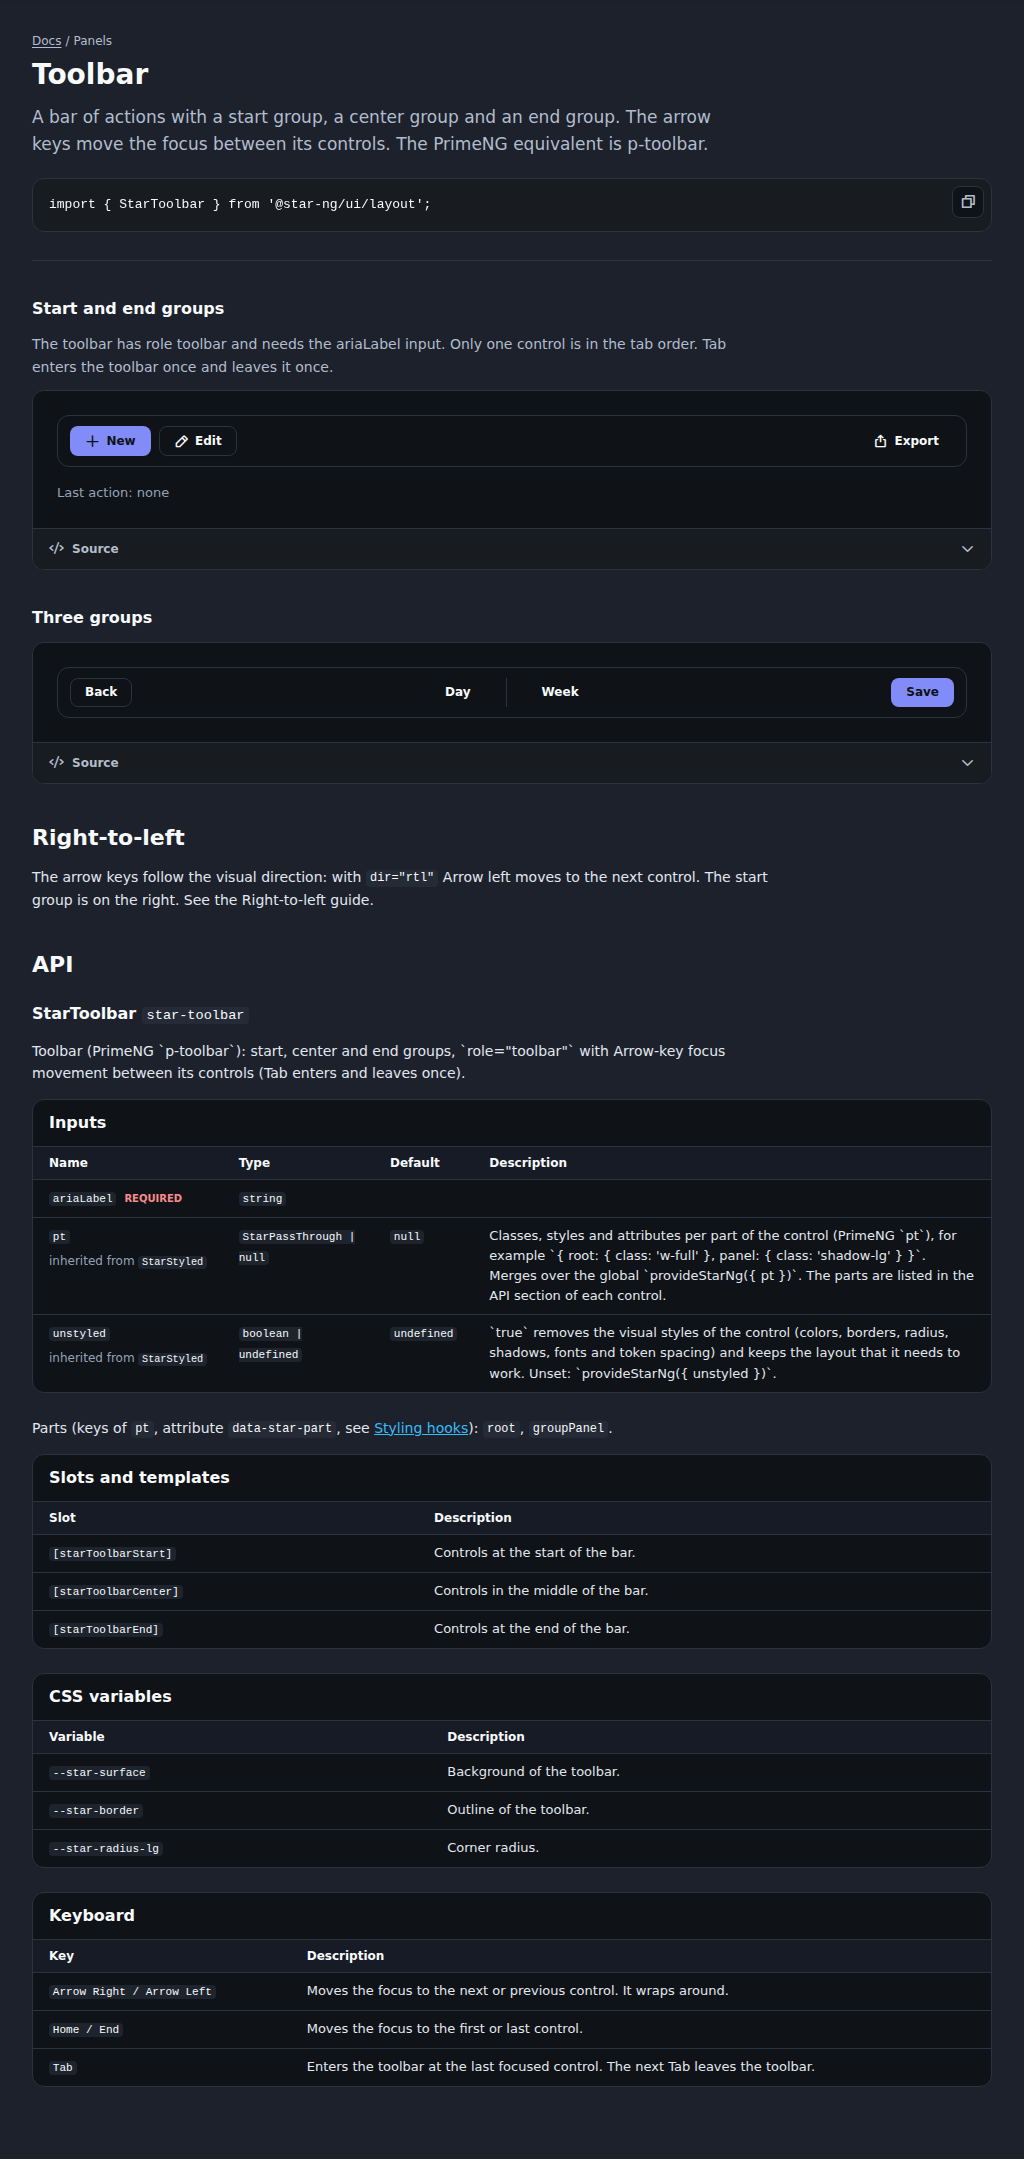 Docs / Panels
Toolbar
A bar of actions with a start group, a center group and an end group. The arrow
keys move the focus between its controls. The PrimeNG equivalent is p-toolbar.
import { StarToolbar } from '@star-ng/ui/layout';
Start and end groups
The toolbar has role toolbar and needs the ariaLabel input. Only one control is in the tab order. Tab
enters the toolbar once and leaves it once.
New Edit Export
Last action: none
Source
Three groups
Back Day Week Save
Source
Right-to-left
The arrow keys follow the visual direction: with dir="rtl" Arrow left moves to the next control. The start
group is on the right. See the Right-to-left guide.
API
StarToolbar star-toolbar
Toolbar (PrimeNG `p-toolbar`): start, center and end groups, `role="toolbar"` with Arrow-key focus
movement between its controls (Tab enters and leaves once).
Inputs
Name Type Default Description
ariaLabel REQUIRED string
pt StarPassThrough | null Classes, styles and attributes per part of the control (PrimeNG `pt`), for
inherited from StarStyled null example `{ root: { class: 'w-full' }, panel: { class: 'shadow-lg' } }`.
Merges over the global `provideStarNg({ pt })`. The parts are listed in the
API section of each control.
unstyled boolean | undefined `true` removes the visual styles of the control (colors, borders, radius,
inherited from StarStyled undefined shadows, fonts and token spacing) and keeps the layout that it needs to
work. Unset: `provideStarNg({ unstyled })`.
Parts (keys of pt, attribute data-star-part, see Styling hooks): root, groupPanel.
Slots and templates
Slot Description
[starToolbarStart] Controls at the start of the bar.
[starToolbarCenter] Controls in the middle of the bar.
[starToolbarEnd] Controls at the end of the bar.
CSS variables
Variable Description
--star-surface Background of the toolbar.
--star-border Outline of the toolbar.
--star-radius-lg Corner radius.
Keyboard
Key Description
Arrow Right / Arrow Left Moves the focus to the next or previous control. It wraps around.
Home / End Moves the focus to the first or last control.
Tab Enters the toolbar at the last focused control. The next Tab leaves the toolbar.